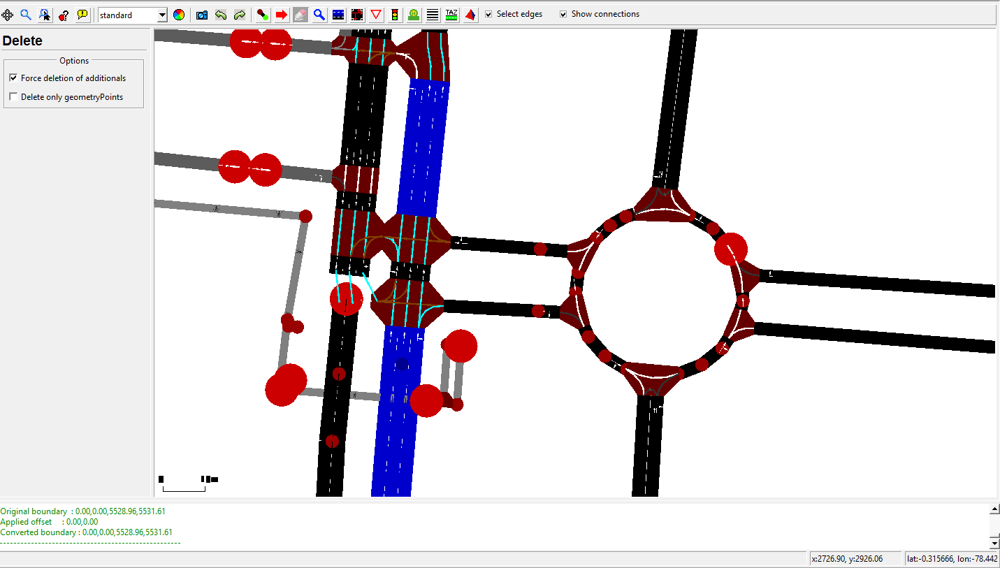 standard
Select edges
Show connections
TAZ
Delete
Options
Force deletion of additionals
Delete only geometryPoints
Original boundary : 0.00,0.00,5528.96,5531.61
Applied offset : 0.00,0.00
Converted boundary : 0.00,0.00,5528.96,5531.61
-----------------------------------------------------
x:2726.90, y:2926.06
lat:-0.315666, lon:-78.442